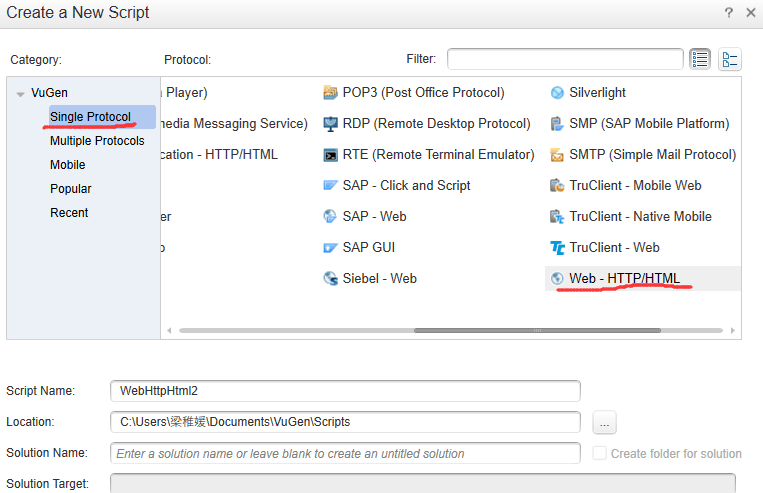 Create a New Script
? ×
Category: Protocol: Filter:
VuGen
Single Protocol
Multiple Protocols
Mobile
Popular
Recent
Player)
media Messaging Service)
cation - HTTP/HTML
er
POP3 (Post Office Protocol)
RDP (Remote Desktop Protocol)
RTE (Remote Terminal Emulator)
SAP - Click and Script
SAP - Web
SAP GUI
Siebel - Web
Silverlight
SMP (SAP Mobile Platform)
SMTP (Simple Mail Protocol)
TruClient - Mobile Web
TruClient - Native Mobile
TruClient - Web
Web - HTTP/HTML
Script Name: WebHttpHtml2
Location: C:\Users\梁稚媛\Documents\VuGen\Scripts ...
Solution Name: Enter a solution name or leave blank to create an untitled solution Create folder for solution
Solution Target: